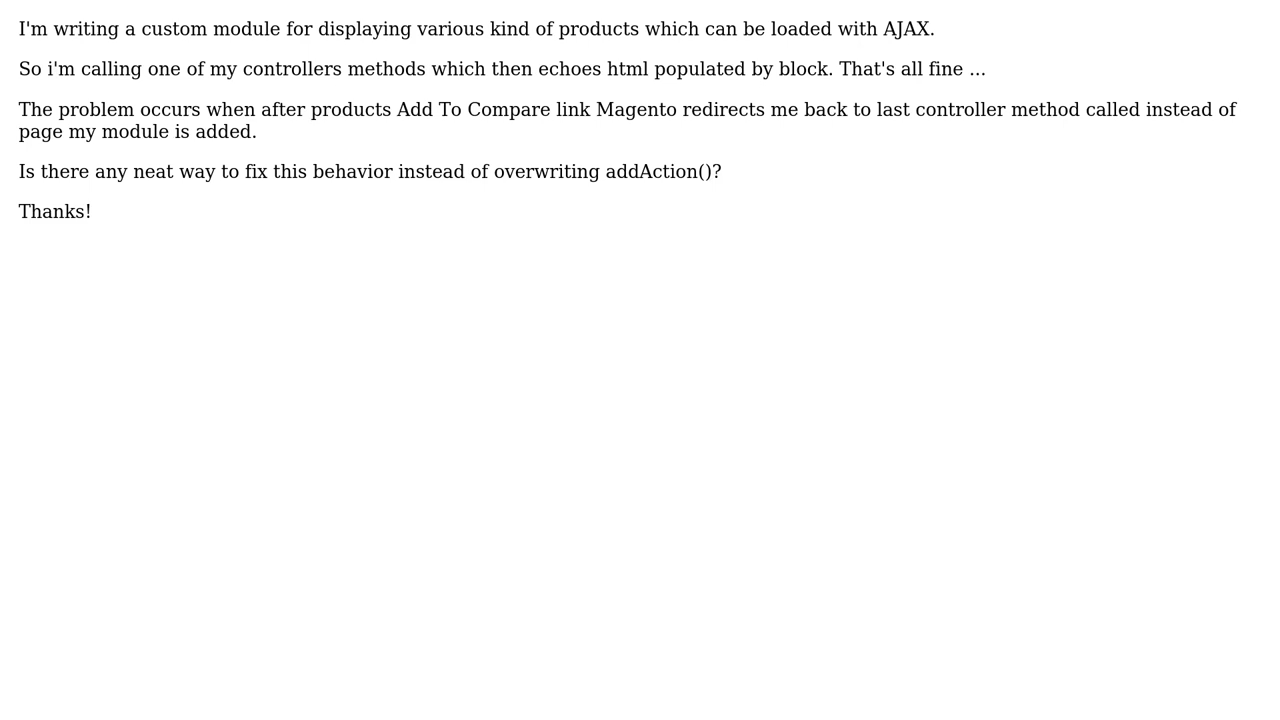 I'm writing a custom module for displaying various kind of products which can be loaded with AJAX.
So i'm calling one of my controllers methods which then echoes html populated by block. That's all fine ...
The problem occurs when after products Add To Compare link Magento redirects me back to last controller method called instead of
page my module is added.
Is there any neat way to fix this behavior instead of overwriting addAction()?
Thanks!